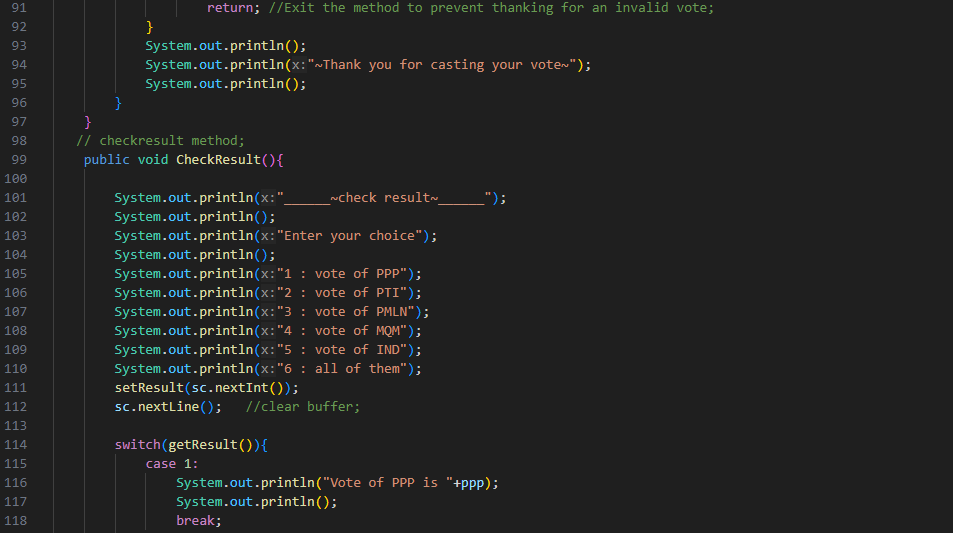 91 return; //Exit the method to prevent thanking for an invalid vote;
92 }
93 System.out.println();
94 System.out.println(x:"~Thank you for casting your vote~");
95 System.out.println();
96 }
97 }
98 // checkresult method;
99 public void CheckResult(){
100
101 System.out.println(x:"______~check result~______");
102 System.out.println();
103 System.out.println(x:"Enter your choice");
104 System.out.println();
105 System.out.println(x:"1 : vote of PPP");
106 System.out.println(x:"2 : vote of PTI");
107 System.out.println(x:"3 : vote of PMLN");
108 System.out.println(x:"4 : vote of MQM");
109 System.out.println(x:"5 : vote of IND");
110 System.out.println(x:"6 : all of them");
111 setResult(sc.nextInt());
112 sc.nextLine(); //clear buffer;
113
114 switch(getResult()){
115 case 1:
116 System.out.println("Vote of PPP is "+ppp);
117 System.out.println();
118 break;